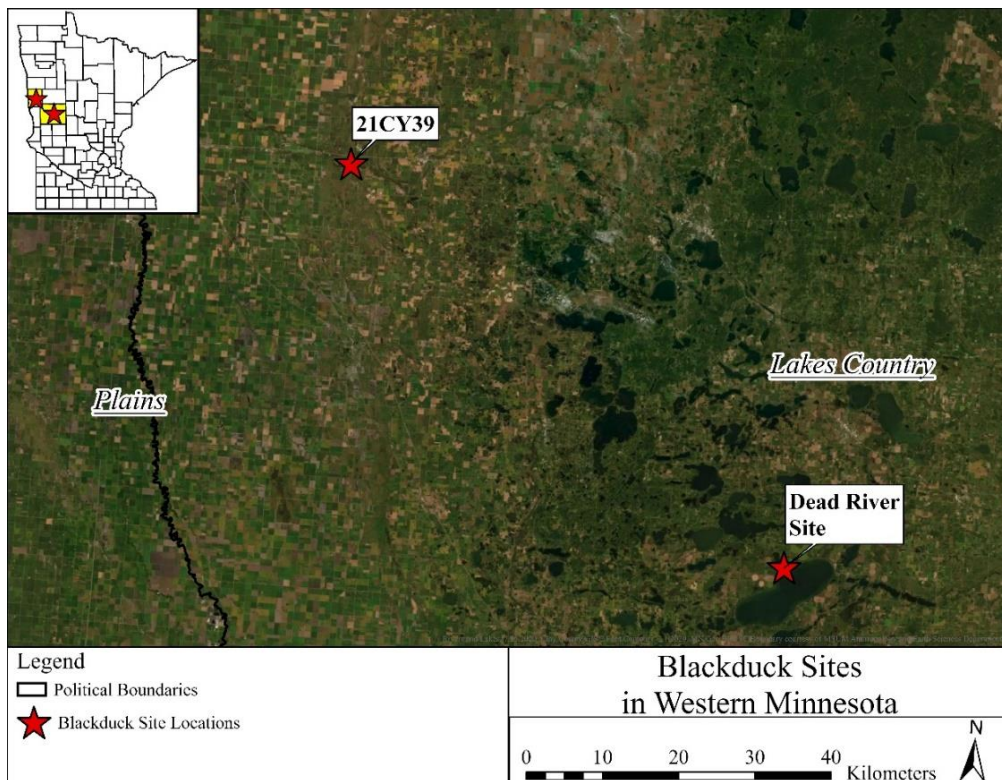 21CY39
Plains
Lakes Country
Dead River
Site
Legend
Political Boundaries
Blackduck Site Locations
Blackduck Sites
in Western Minnesota
N
0 10 20 30 40
Kilometers